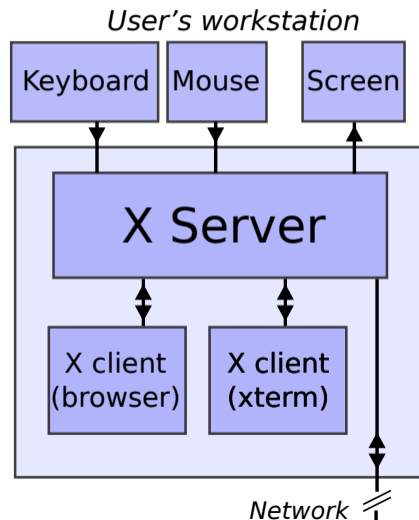 User's workstation
Keyboard
Mouse
Screen
X Server
X client
(browser)
X client
(xterm)
Network